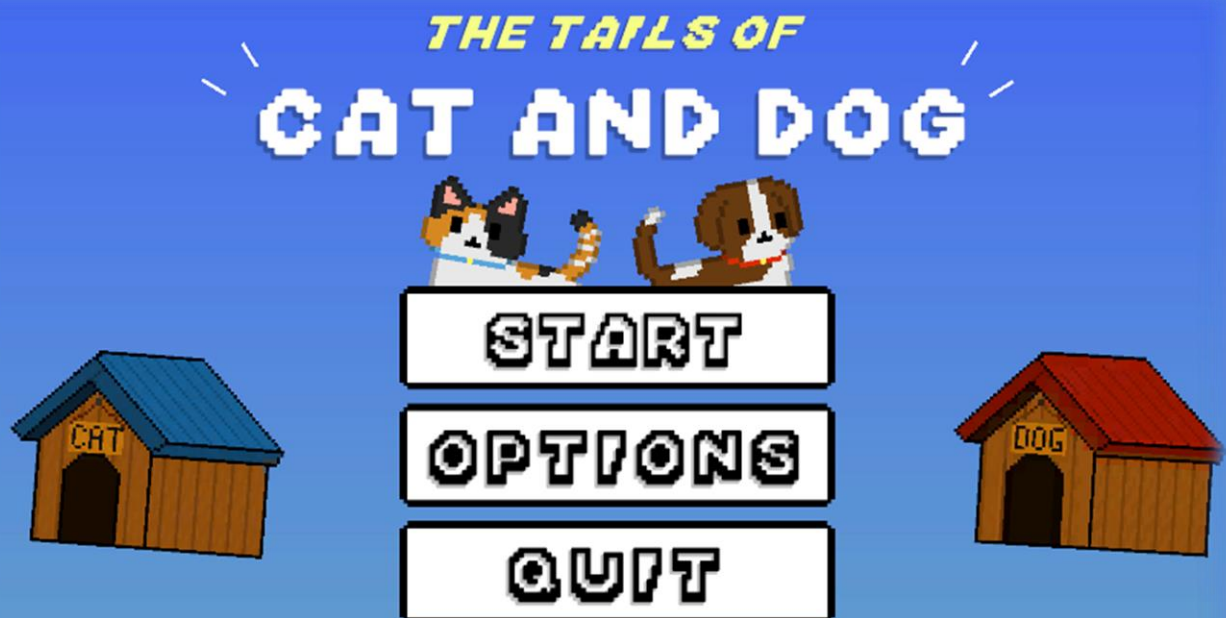 THE TAILS OF
CAT AND DOG
START
CAT
DOG
OPTIONS
QUIT